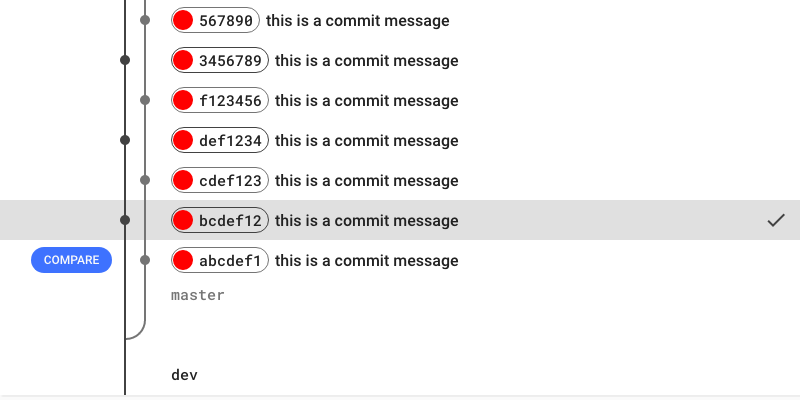 567890 this is a commit message
3456789 this is a commit message
f123456 this is a commit message
def1234 this is a commit message
cdef123 this is a commit message
bcdef12 this is a commit message
COMPARE abcdef1 this is a commit message
master
dev